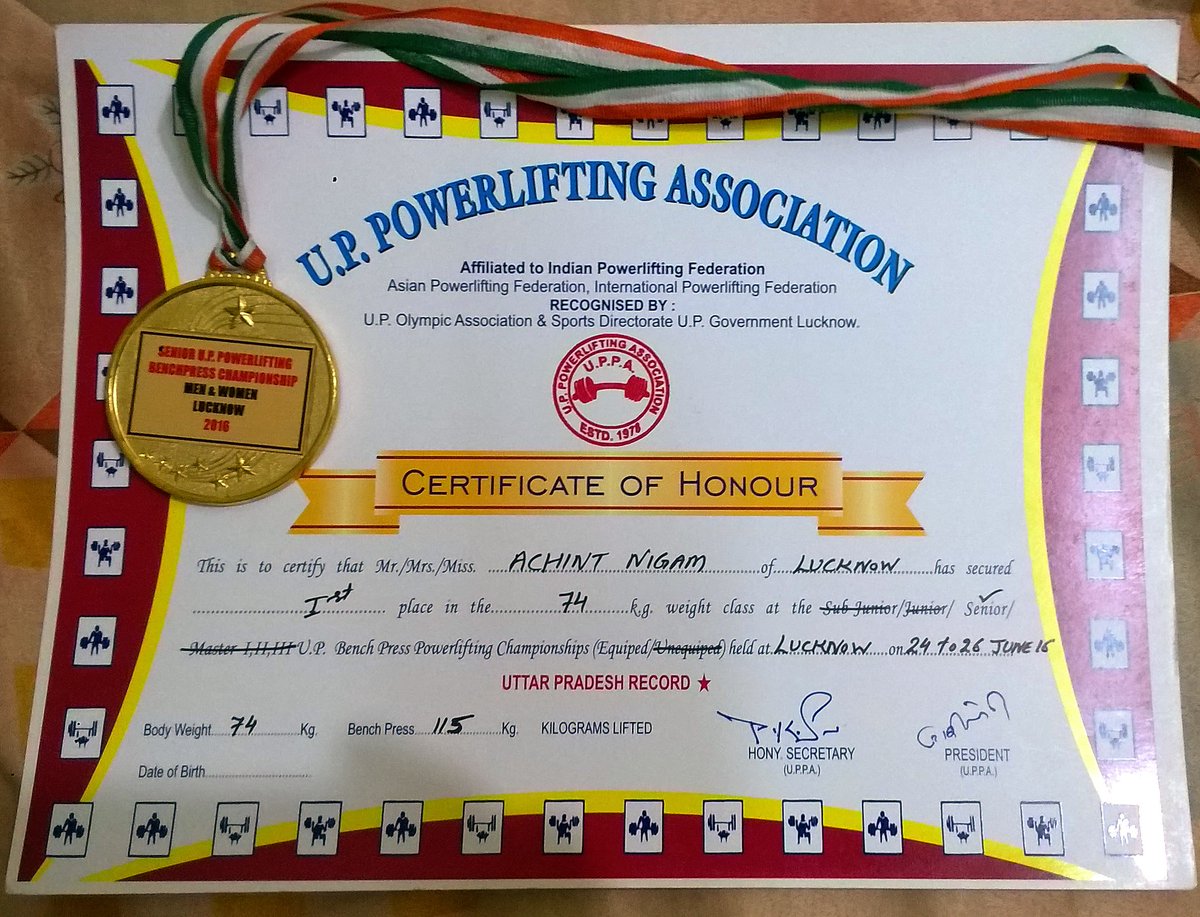 U.P. POWERLIFTING ASSOCIATION
Affiliated to Indian Powerlifting Federation
Asian Powerlifting Federation, International Powerlifting Federation
RECOGNISED BY :
U.P. Olympic Association & Sports Directorate U.P. Government Lucknow.
U.P. POWERLIFTING ASSOCIATION
U.P.P.A.
ESTD. 1978
SENIOR U.P. POWERLIFTING
BENCHPRESS CHAMPIONSHIP
MEN & WOMEN
LUCKNOW
2016
CERTIFICATE OF HONOUR
This is to certify that Mr./Mrs./Miss. ACHINT NIGAM of LUCKNOW has secured
Ist place in the 74 k.g. weight class at the Sub Junior/Junior/ Senior/
Master I,II,III U.P. Bench Press Powerlifting Championships (Equiped/Unequiped) held at LUCKNOW on 24 to 26 JUNE 16
UTTAR PRADESH RECORD ★
Body Weight 74 Kg. Bench Press 115 Kg. KILOGRAMS LIFTED
HONY. SECRETARY
(U.P.P.A.)
PRESIDENT
(U.P.P.A.)
Date of Birth